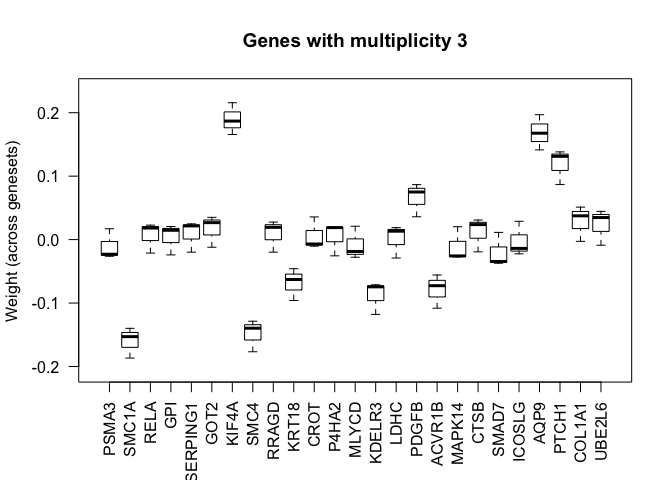 Genes with multiplicity 3
Weight (across genesets)
0.2
0.1
0.0
-0.1
-0.2
PSMA3
SMC1A
RELA
GPI
SERPING1
GOT2
KIF4A
SMC4
RRAGD
KRT18
CROT
P4HA2
MLYCD
KDELR3
LDHC
PDGFB
ACVR1B
MAPK14
CTSB
SMAD7
ICOSLG
AQP9
PTCH1
COL1A1
UBE2L6